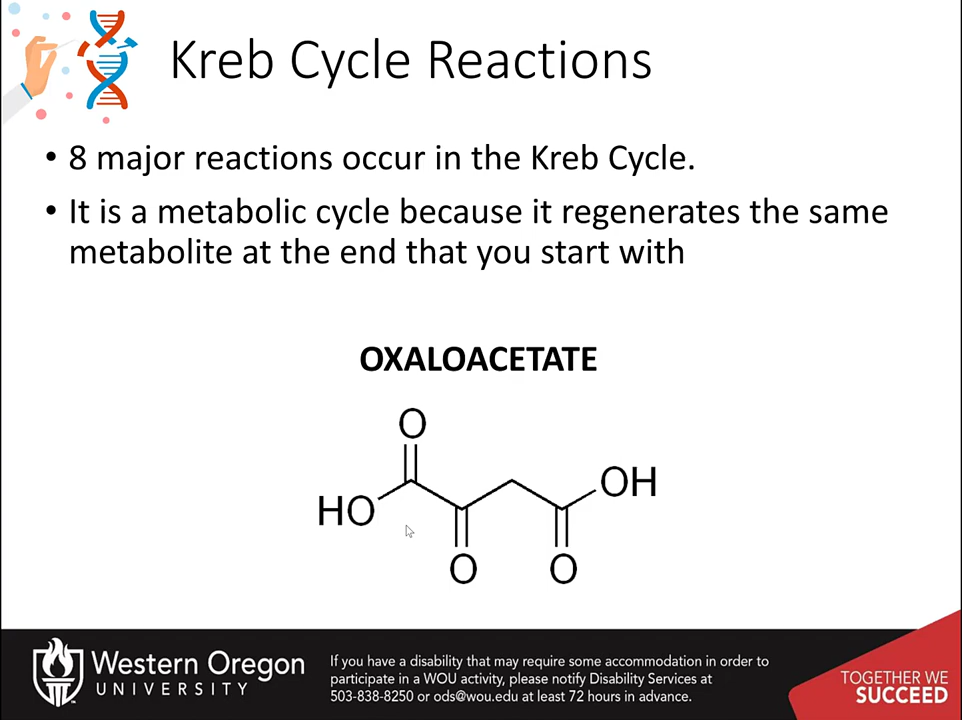 Kreb Cycle Reactions
• 8 major reactions occur in the Kreb Cycle.
• It is a metabolic cycle because it regenerates the same
metabolite at the end that you start with
OXALOACETATE
O
OH
HO
O
O
Western Oregon
UNIVERSITY
If you have a disability that may require some accommodation in order to
participate in a WOU activity, please notify Disability Services at
503-838-8250 or ods@wou.edu at least 72 hours in advance.
TOGETHER WE
SUCCEED